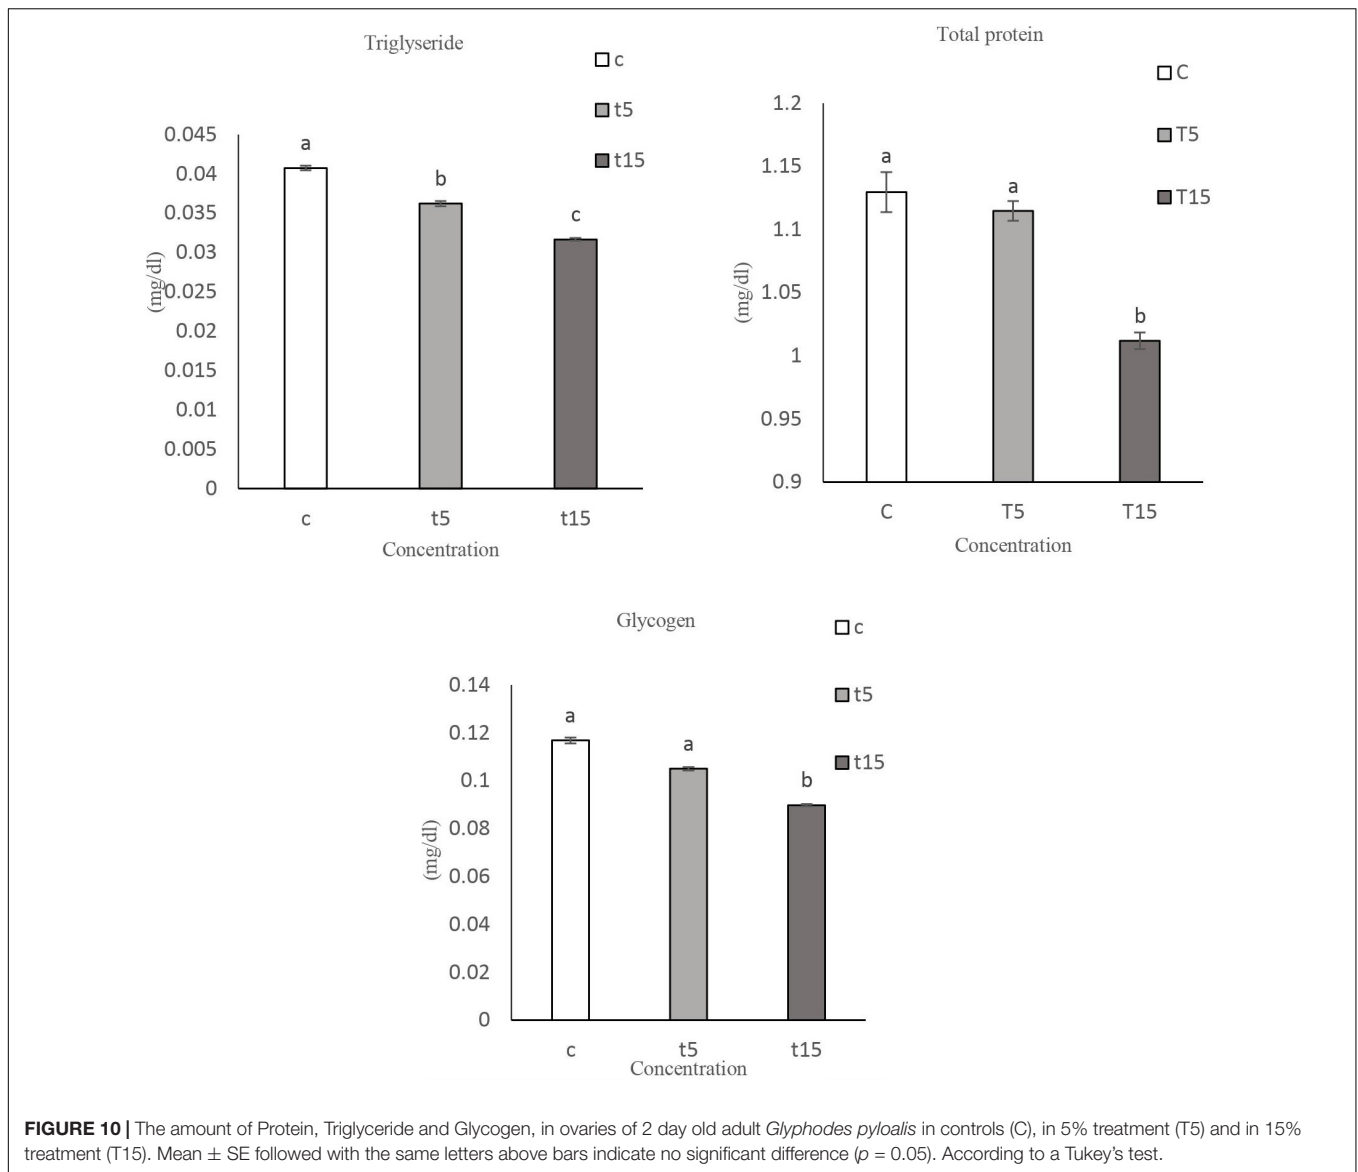 Triglyseride
c
t5
t15
0.045
0.04
0.035
0.03
0.025
0.02
0.015
0.01
0.005
0
(mg/dl)
a
b
c
c
t5
t15
Concentration
Total protein
C
T5
T15
1.2
1.15
1.1
1.05
1
0.95
0.9
(mg/dl)
a
a
b
C
T5
T15
Concentration
Glycogen
c
t5
t15
0.14
0.12
0.1
0.08
0.06
0.04
0.02
0
(mg/dl)
a
a
b
c
t5
t15
Concentration
FIGURE 10 | The amount of Protein, Triglyceride and Glycogen, in ovaries of 2 day old adult Glyphodes pyloalis in controls (C), in 5% treatment (T5) and in 15%
treatment (T15). Mean ± SE followed with the same letters above bars indicate no significant difference (p = 0.05). According to a Tukey's test.